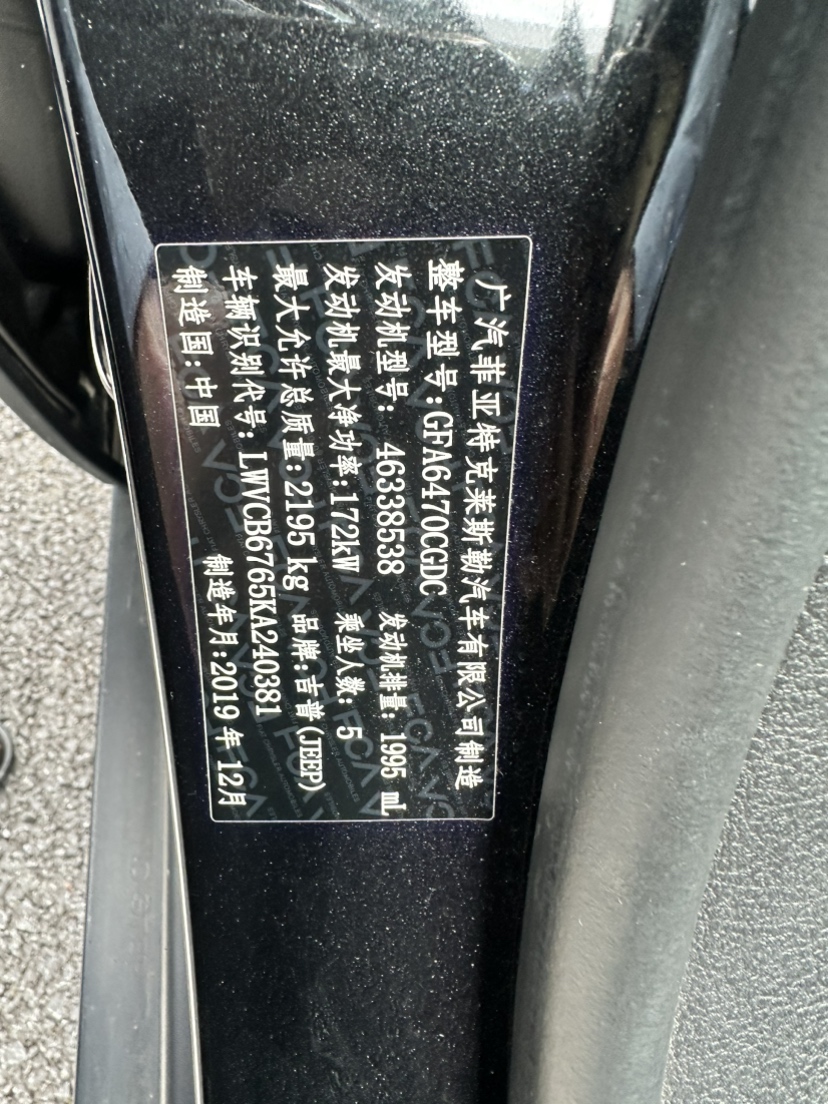 广汽菲亚特克莱斯勒汽车有限公司制造
整车型号:GFA6470CGDC
发动机型号: 46338538 发动机排量: 1995 mL
发动机最大净功率:172kW 乘坐人数: 5
最大允许总质量:2195 kg 品牌:吉普(JEEP)
车辆识别代号: LWVCB6765KA240381
制造国:中国 制造年月:2019 年 12月